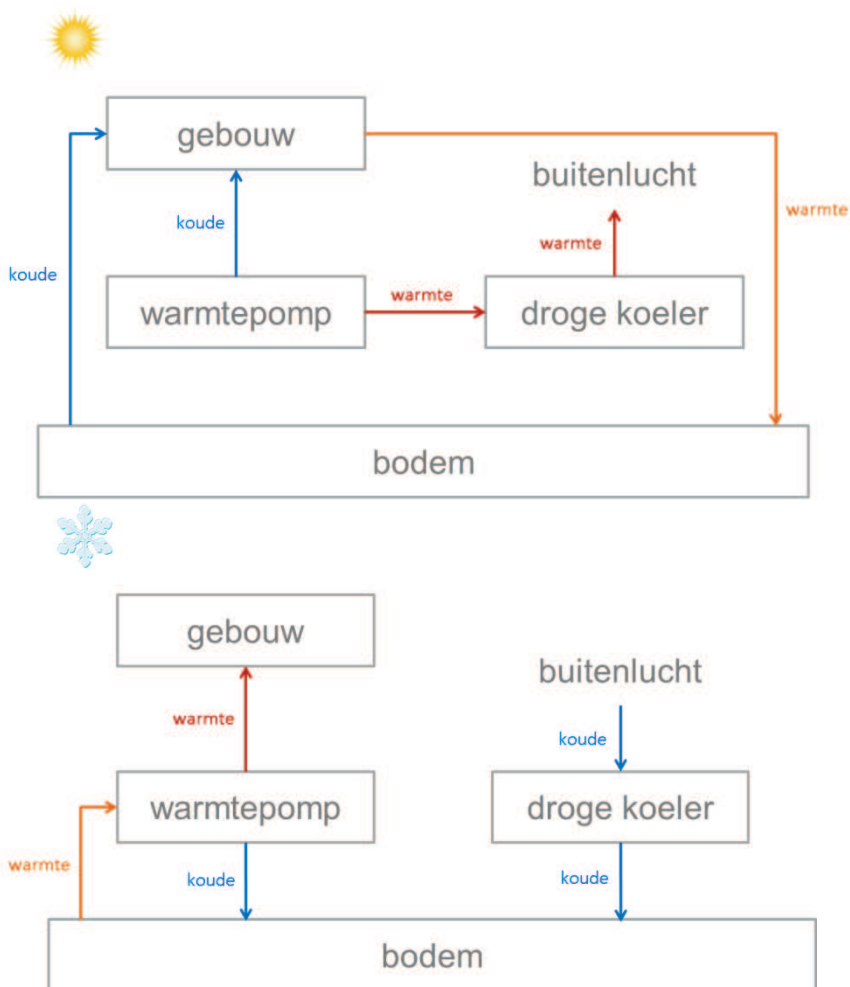 gebouw
buitenlucht
warmte
koude
warmte
koude
warmte
warmtepomp
droge koeler
bodem
gebouw
buitenlucht
warmte
koude
warmtepomp
droge koeler
warmte
koude
koude
bodem